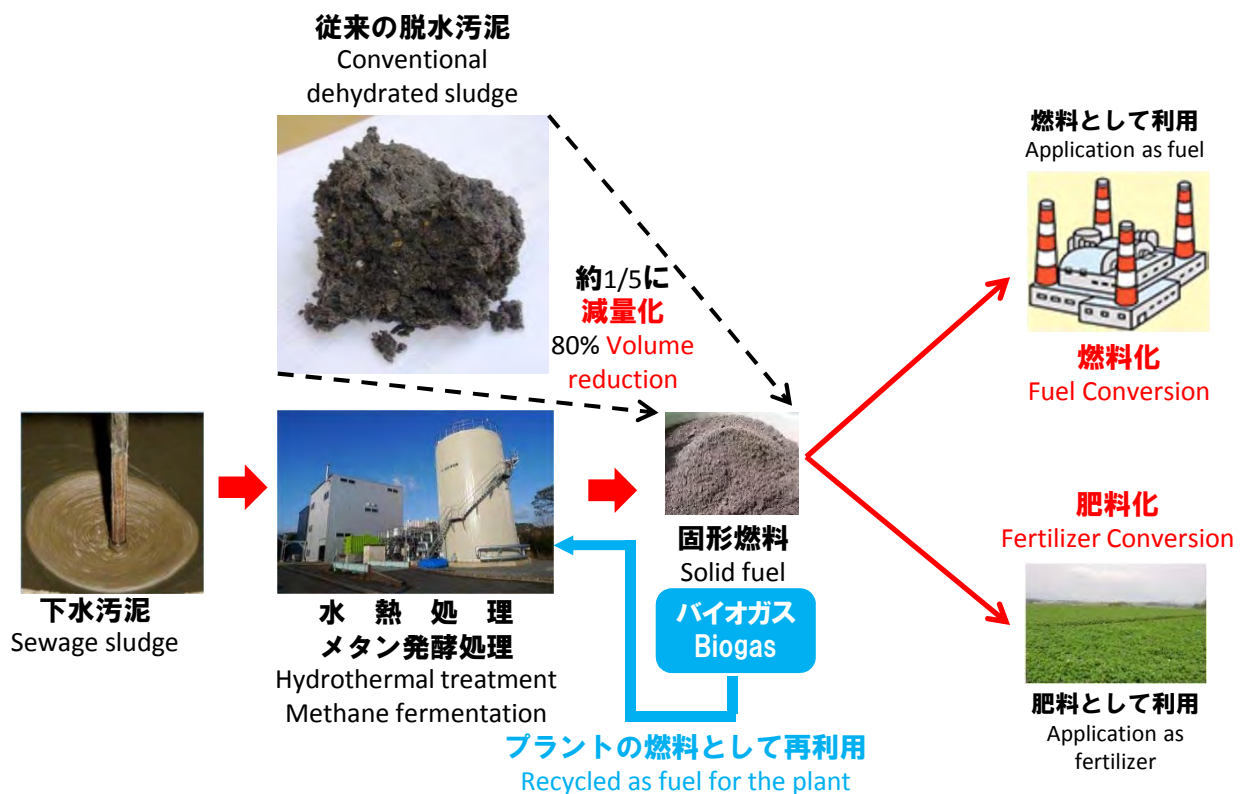 従来の脱水汚泥
Conventional
dehydrated sludge
約1/5に
減量化
80% Volume
reduction
下水汚泥
Sewage sludge
水 熱 処 理
メタン発酵処理
Hydrothermal treatment
Methane fermentation
固形燃料
Solid fuel
バイオガス
Biogas
プラントの燃料として再利用
Recycled as fuel for the plant
燃料として利用
Application as fuel
燃料化
Fuel Conversion
肥料化
Fertilizer Conversion
肥料として利用
Application as
fertilizer